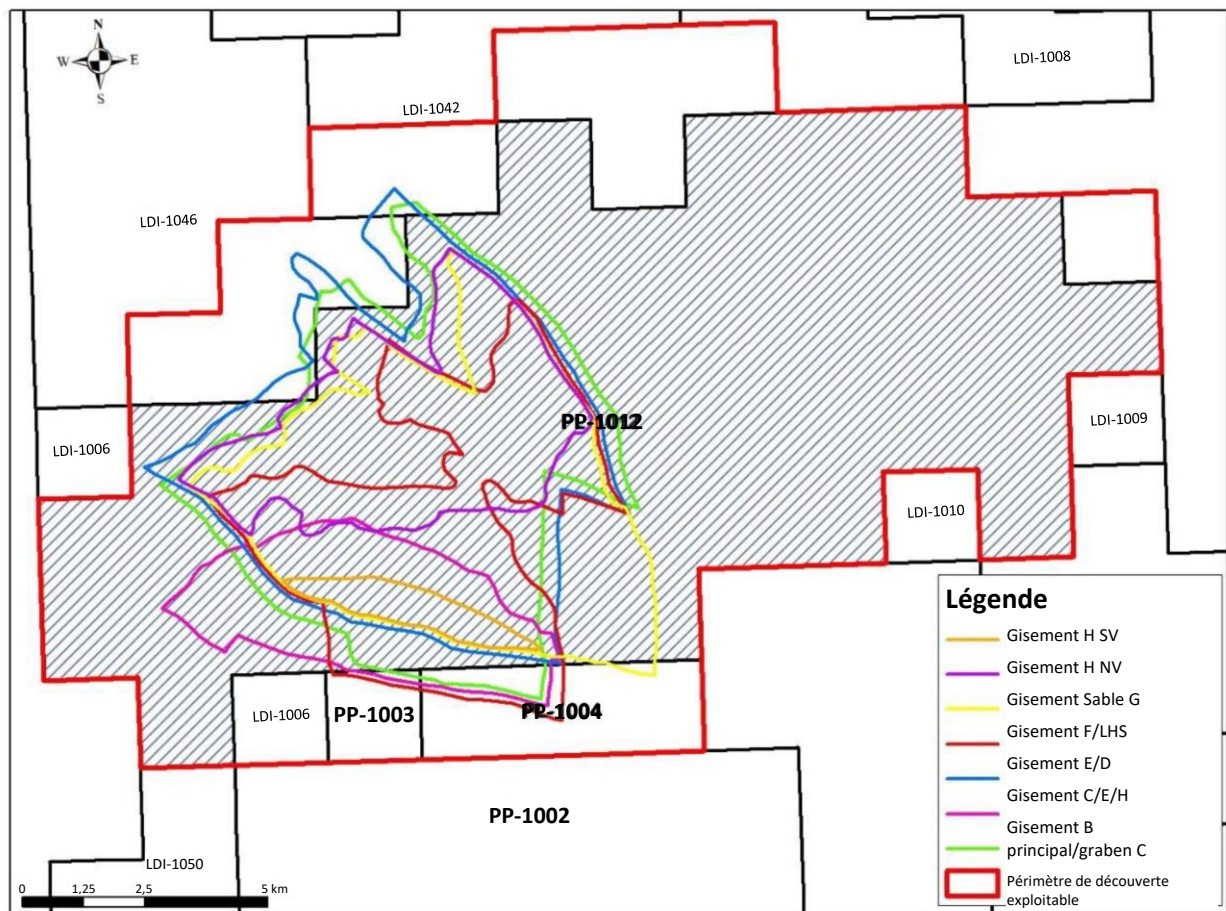 N
W E
S
LDI-1008
LDI-1042
LDI-1046
PP-1012
LDI-1006
LDI-1009
LDI-1010
LDI-1006
PP-1003
PP-1004
PP-1002
LDI-1050
0 1,25 2,5 5 km
Légende
Gisement H SV
Gisement H NV
Gisement Sable G
Gisement F/LHS
Gisement E/D
Gisement C/E/H
Gisement B
principal/graben C
Périmètre de découverte
exploitable